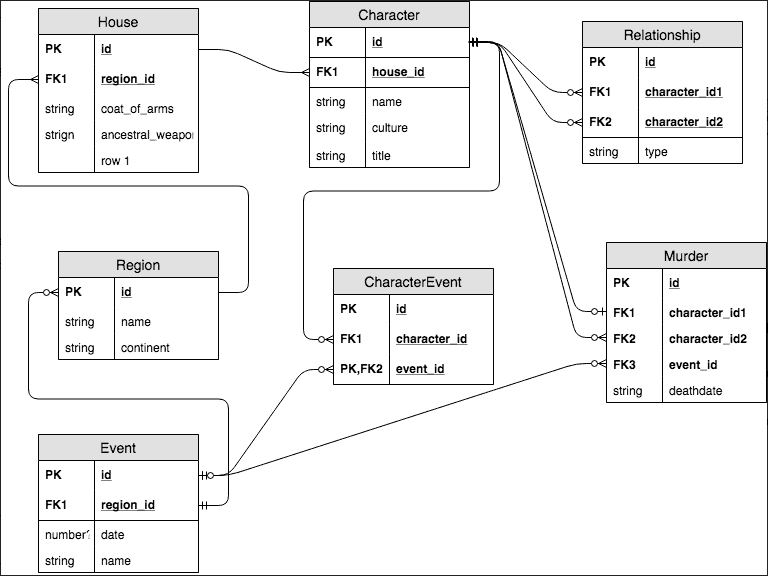 House
PK id
FK1 region_id
string coat_of_arms
strign ancestral_weapo
row 1
Character
PK id
FK1 house_id
string name
string culture
string title
Relationship
PK id
FK1 character_id1
FK2 character_id2
string type
Region
PK id
string name
string continent
CharacterEvent
PK id
FK1 character_id
PK,FK2 event_id
Murder
PK id
FK1 character_id1
FK2 character_id2
FK3 event_id
string deathdate
Event
PK id
FK1 region_id
number? date
string name